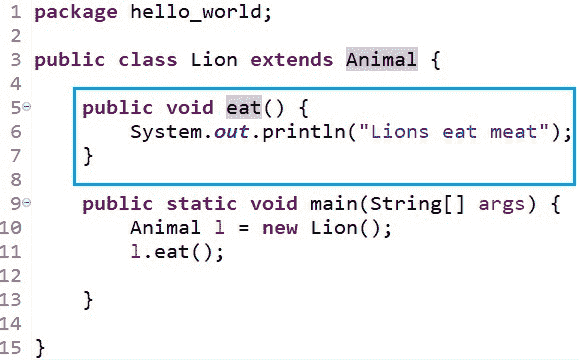 1 package hello_world;
2
3 public class Lion extends Animal {
4
5 public void eat() {
6 System.out.println("Lions eat meat");
7 }
8
9 public static void main(String[] args) {
10 Animal l = new Lion();
11 l.eat();
12
13 }
14
15 }